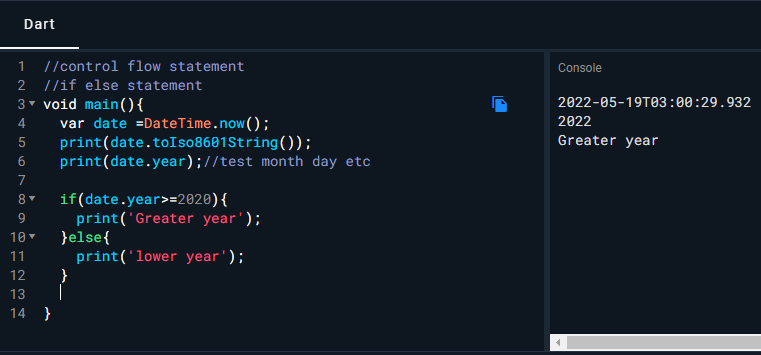 Dart
1 //control flow statement
2 //if else statement
3 void main(){
4 var date =DateTime.now();
5 print(date.toIso8601String());
6 print(date.year);//test month day etc
7
8 if(date.year>=2020){
9 print('Greater year');
10 }else{
11 print('lower year');
12 }
13
14 }
Console
2022-05-19T03:00:29.932
2022
Greater year